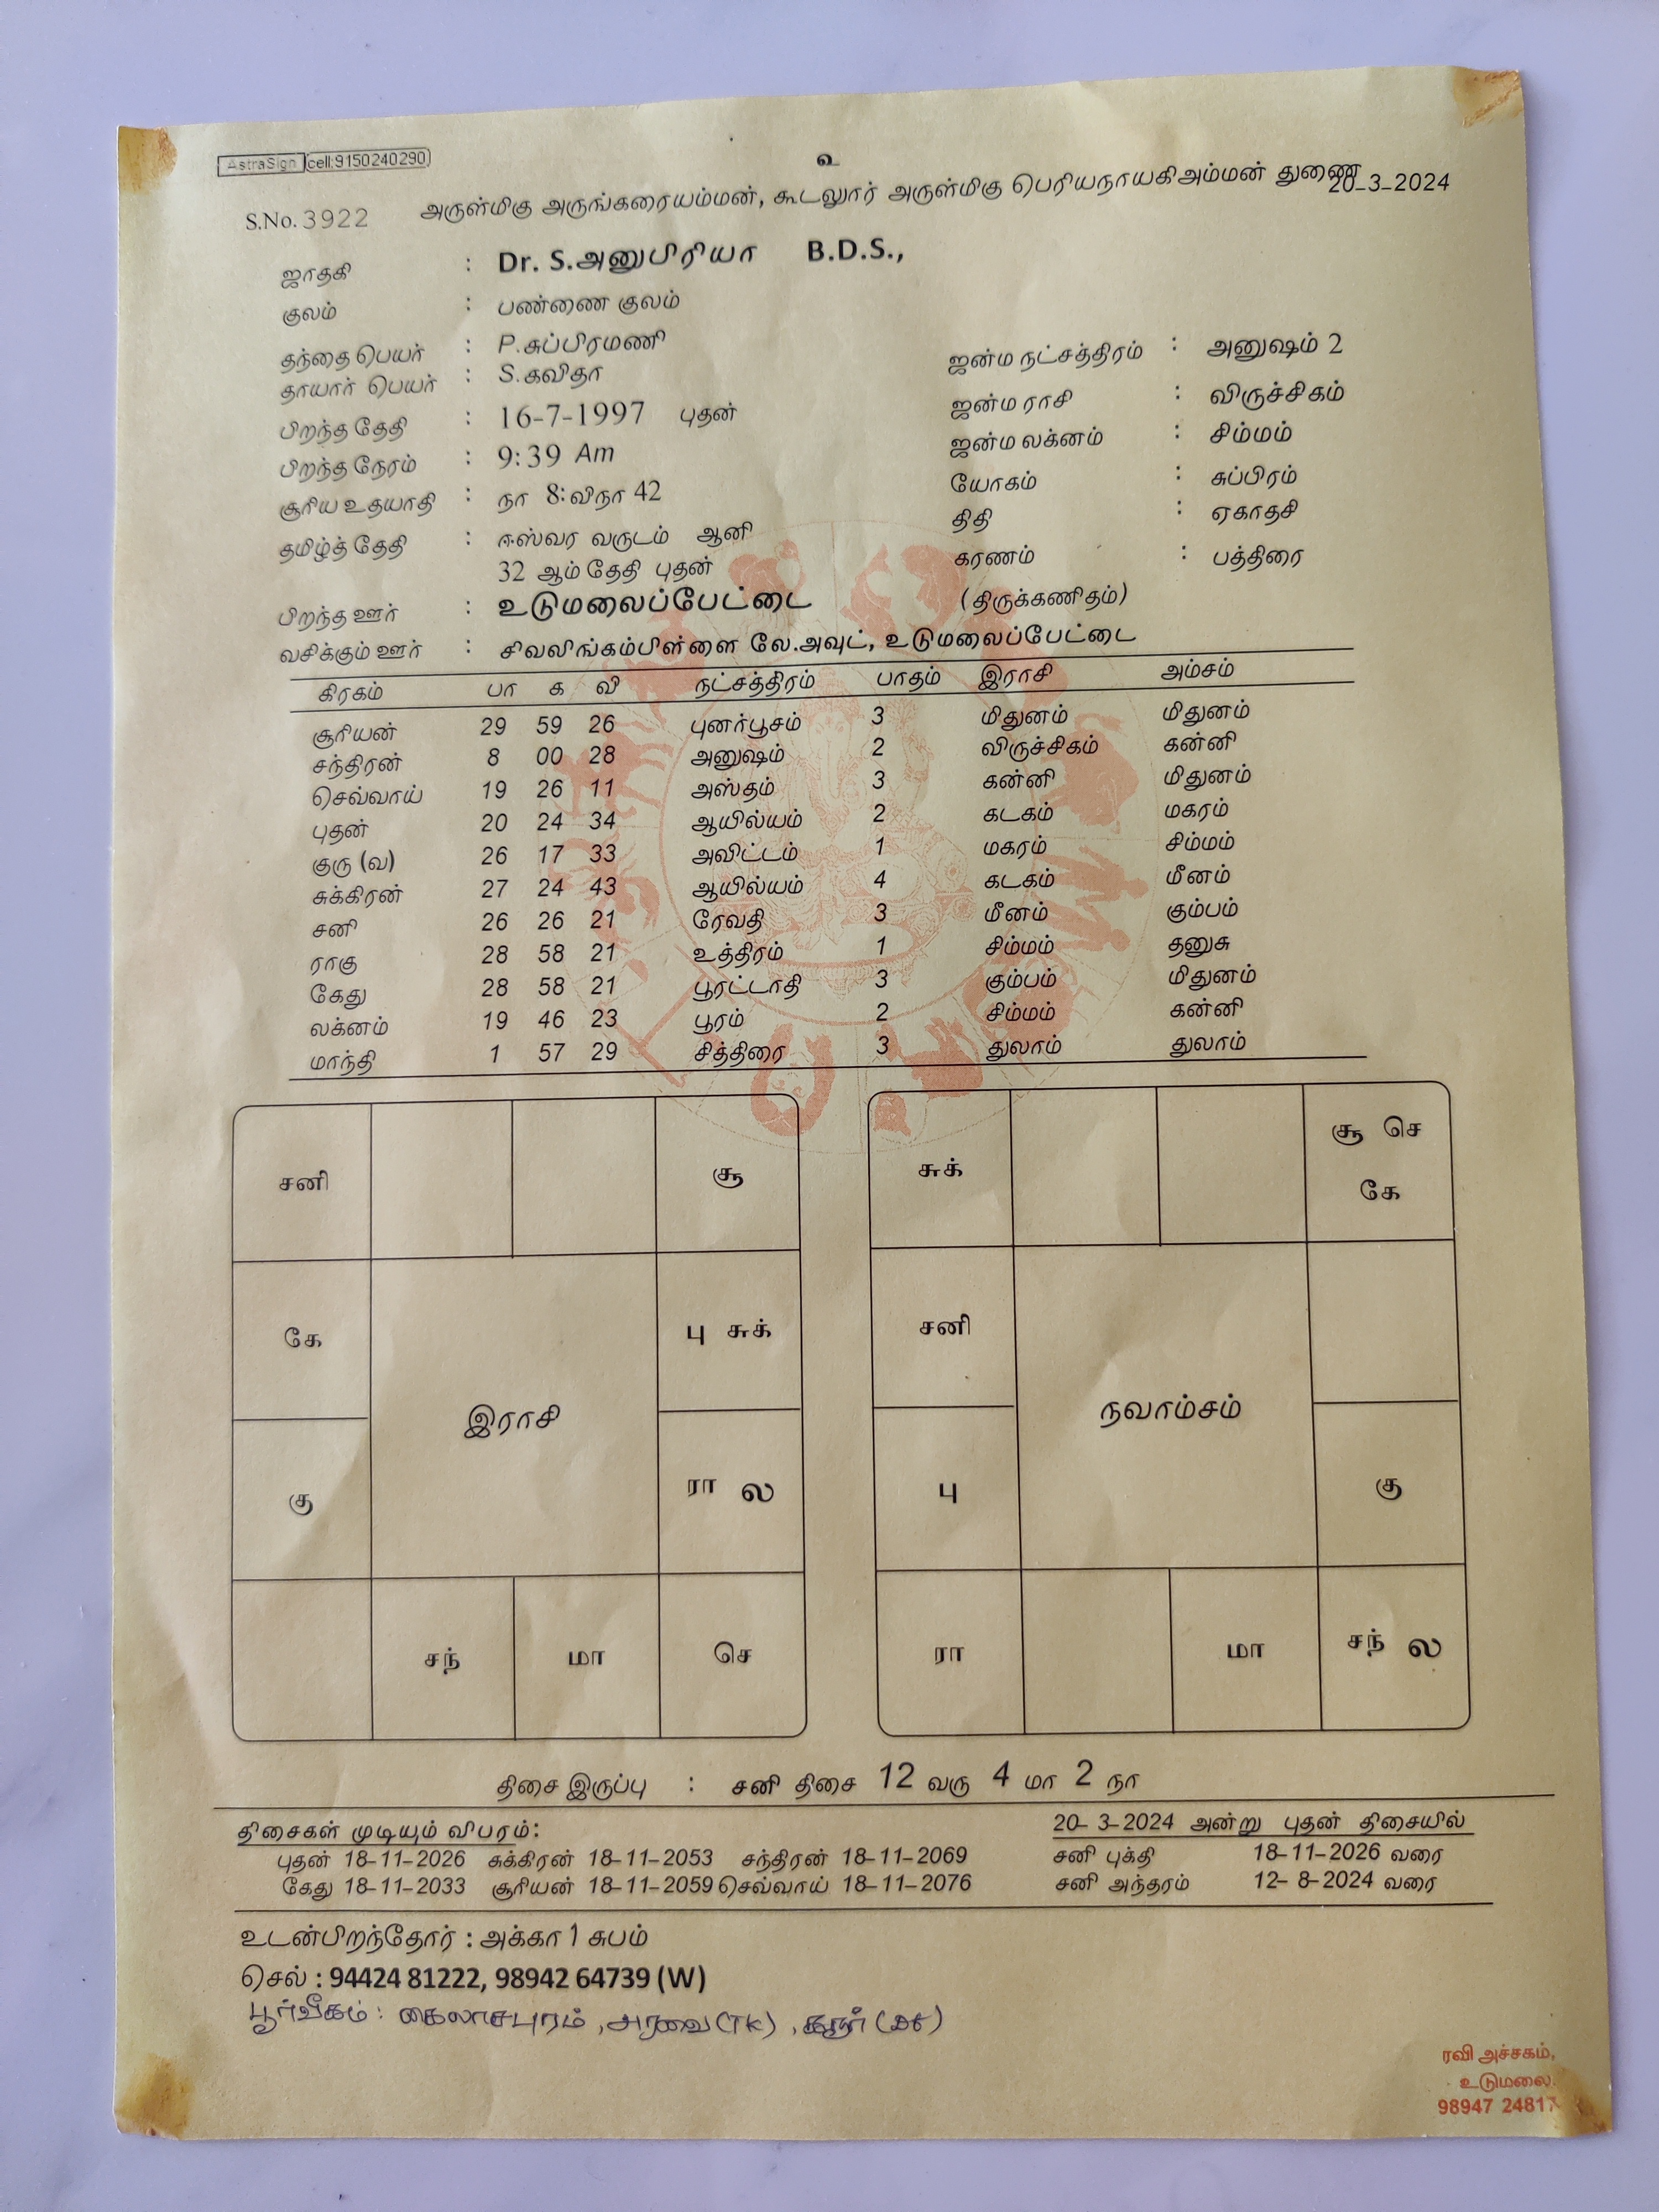 AstraSign cell:9150240290
உ
அருள்மிகு அருங்கரையம்மன், கூடலூர் அருள்மிகு பெரியநாயகிஅம்மன் துணை 20-3-2024
S.No. 3922
ஜாதகி : Dr. S.அனுபிரியா B.D.S.,
குலம் : பண்ணை குலம்
தந்தை பெயர் : P.சுப்பிரமணி
தாயார் பெயர் : S.கவிதா
பிறந்த தேதி : 16-7-1997 புதன்
பிறந்த நேரம் : 9:39 Am
சூரிய உதயாதி : நா 8:விநா 42
தமிழ்த் தேதி : ஈஸ்வர வருடம் ஆனி
32 ஆம் தேதி புதன்
பிறந்த ஊர் : உடுமலைப்பேட்டை
ஜன்ம நட்சத்திரம் : அனுஷம் 2
ஜன்ம ராசி : விருச்சிகம்
ஜன்ம லக்னம் : சிம்மம்
யோகம் : சுப்பிரம்
திதி : ஏகாதசி
கரணம் : பத்திரை
(திருக்கணிதம்)
வசிக்கும் ஊர் : சிவலிங்கம்பிள்ளை லே.அவுட், உடுமலைப்பேட்டை
கிரகம் பா க வி நட்சத்திரம் பாதம் இராசி அம்சம்
சூரியன் 29 59 26 புனர்பூசம் 3 மிதுனம் மிதுனம்
சந்திரன் 8 00 28 அனுஷம் 2 விருச்சிகம் கன்னி
செவ்வாய் 19 26 11 அஸ்தம் 3 கன்னி மிதுனம்
புதன் 20 24 34 ஆயில்யம் 2 கடகம் மகரம்
குரு (வ) 26 17 33 அவிட்டம் 1 மகரம் சிம்மம்
சுக்கிரன் 27 24 43 ஆயில்யம் 4 கடகம் மீனம்
சனி 26 26 21 ரேவதி 3 மீனம் கும்பம்
ராகு 28 58 21 உத்திரம் 1 சிம்மம் தனுசு
கேது 28 58 21 பூரட்டாதி 3 கும்பம் மிதுனம்
லக்னம் 19 46 23 பூரம் 2 சிம்மம் கன்னி
மாந்தி 1 57 29 சித்திரை 3 துலாம் துலாம்
சனி சூ
கே பு சுக்
இராசி
கு ரா ல
சந் மா செ
சுக் சூ செ
கே
சனி
நவாம்சம்
பு கு
ரா மா சந் ல
திசை இருப்பு : சனி திசை 12 வரு 4 மா 2 நா
திசைகள் முடியும் விபரம்:
புதன் 18-11-2026 சுக்கிரன் 18-11-2053 சந்திரன் 18-11-2069
கேது 18-11-2033 சூரியன் 18-11-2059 செவ்வாய் 18-11-2076
20- 3-2024 அன்று புதன் திசையில்
சனி புக்தி 18-11-2026 வரை
சனி அந்தரம் 12- 8-2024 வரை
உடன்பிறந்தோர் : அக்கா 1 சுபம்
செல் : 94424 81222, 98942 64739 (W)
பூர்வீகம் : கைலாசபுரம், அரவை (TK),
ரவி அச்சகம்,
உடுமலை.
98947 24817